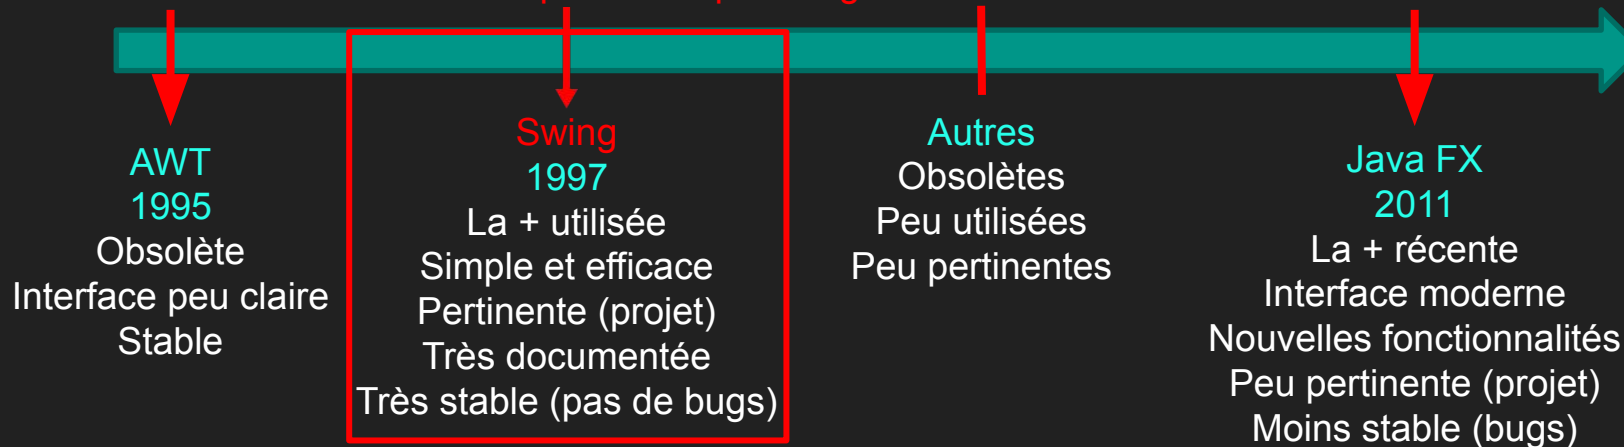 AWT
1995
Obsolète
Interface peu claire
Stable
Swing
1997
La + utilisée
Simple et efficace
Pertinente (projet)
Très documentée
Très stable (pas de bugs)
Autres
Obsolètes
Peu utilisées
Peu pertinentes
Java FX
2011
La + récente
Interface moderne
Nouvelles fonctionnalités
Peu pertinente (projet)
Moins stable (bugs)